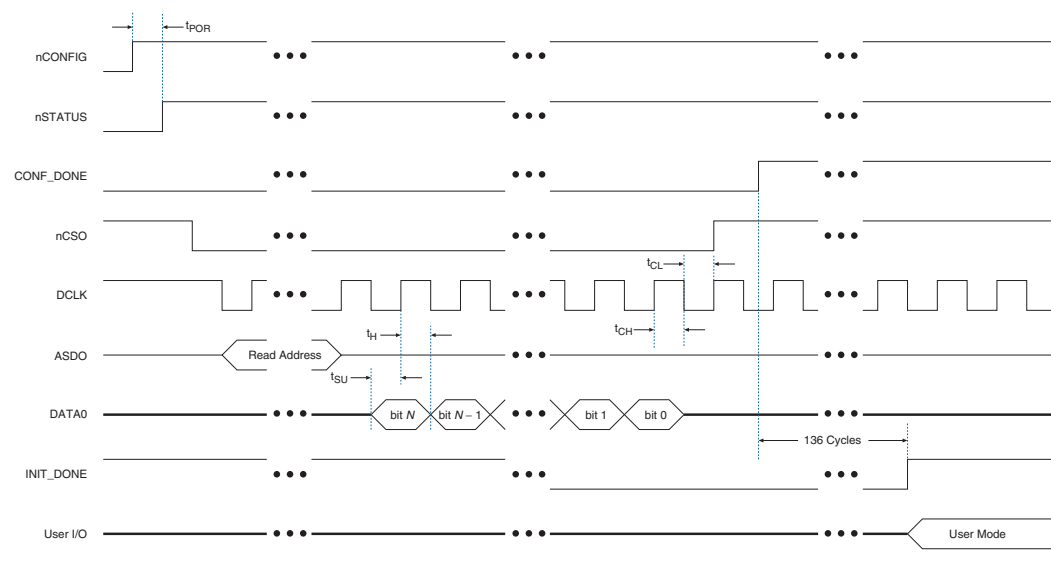 tPOR
nCONFIG
nSTATUS
CONF_DONE
nCSO
tCL
DCLK
tH
tCH
ASDO
Read Address
tSU
DATA0
bit N
bit N – 1
bit 1
bit 0
136 Cycles
INIT_DONE
User I/O
User Mode